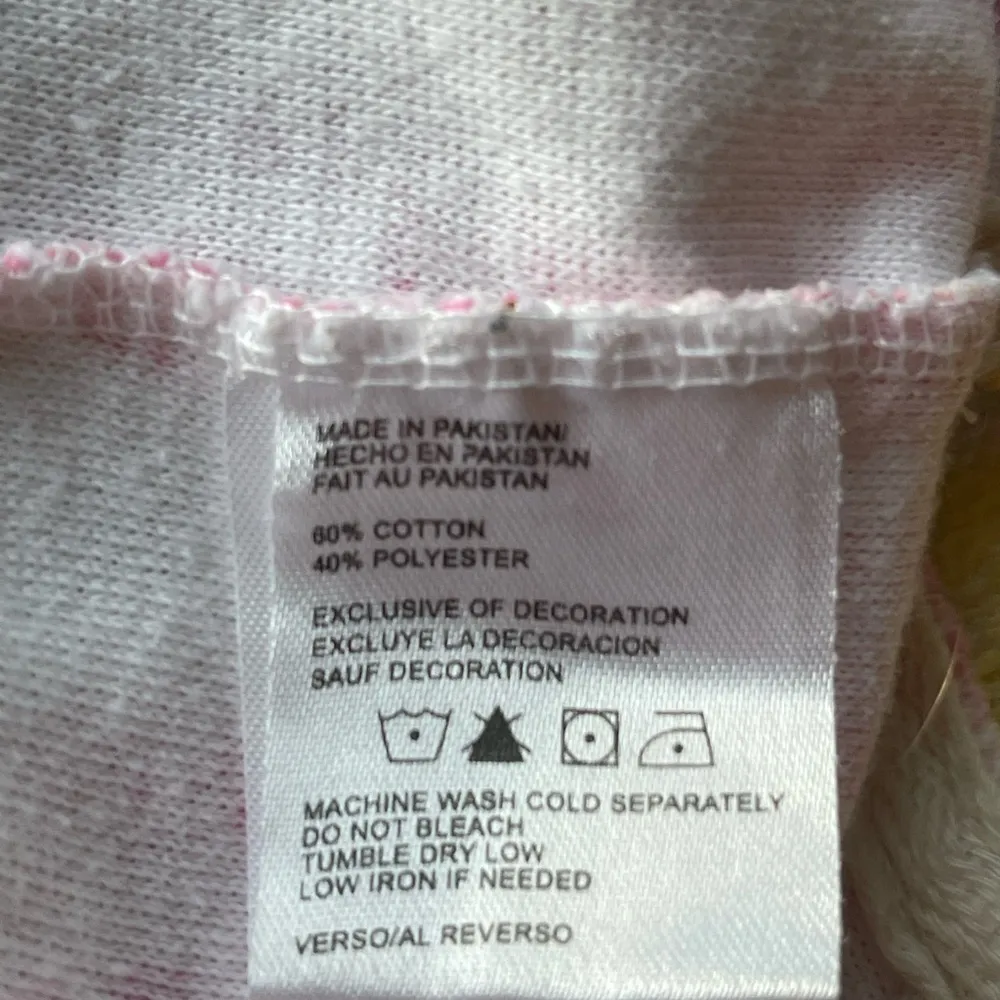 MADE IN PAKISTAN/
HECHO EN PAKISTAN
FAIT AU PAKISTAN
60% COTTON
40% POLYESTER
EXCLUSIVE OF DECORATION
EXCLUYE LA DECORACION
SAUF DECORATION
MACHINE WASH COLD SEPARATELY
DO NOT BLEACH
TUMBLE DRY LOW
LOW IRON IF NEEDED
VERSO/AL REVERSO